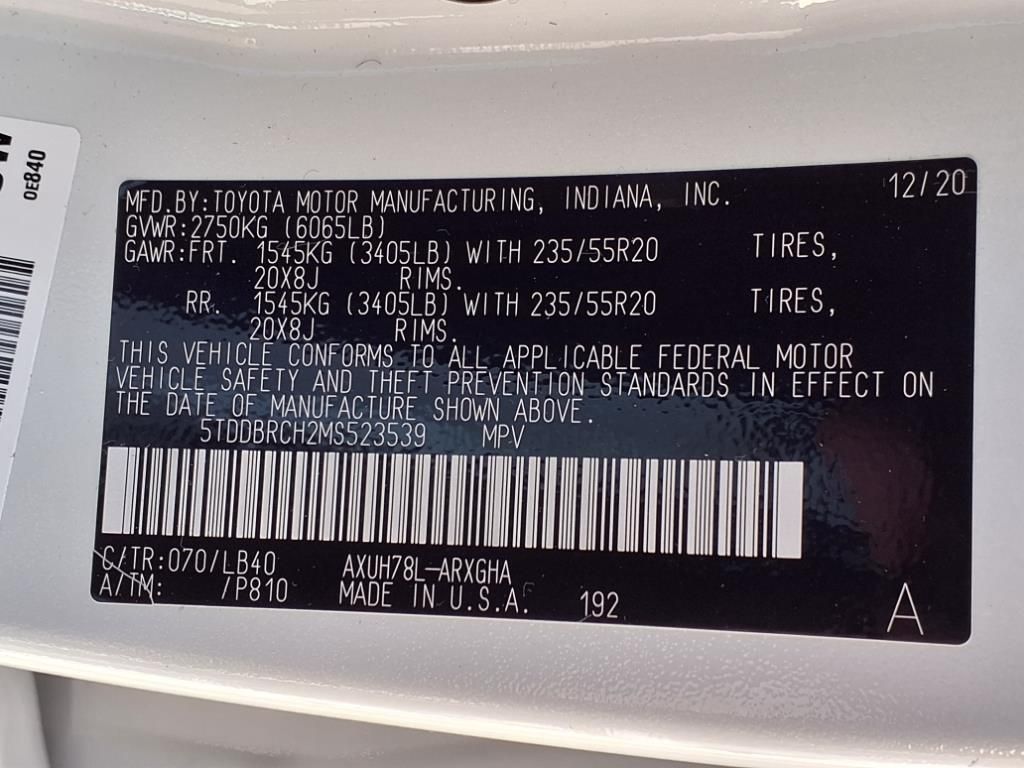 0E840
MFD.BY:TOYOTA MOTOR MANUFACTURING, INDIANA, INC. 12/20
GVWR:2750KG (6065LB)
GAWR:FRT. 1545KG (3405LB) WITH 235/55R20 TIRES,
20X8J RIMS.
RR. 1545KG (3405LB) WITH 235/55R20 TIRES,
20X8J RIMS.
THIS VEHICLE CONFORMS TO ALL APPLICABLE FEDERAL MOTOR
VEHICLE SAFETY AND THEFT PREVENTION STANDARDS IN EFFECT ON
THE DATE OF MANUFACTURE SHOWN ABOVE.
5TDDBRCH2MS523539 MPV
C/TR:070/LB40 AXUH78L-ARXGHA
A/TM: /P810 MADE IN U.S.A. 192 A